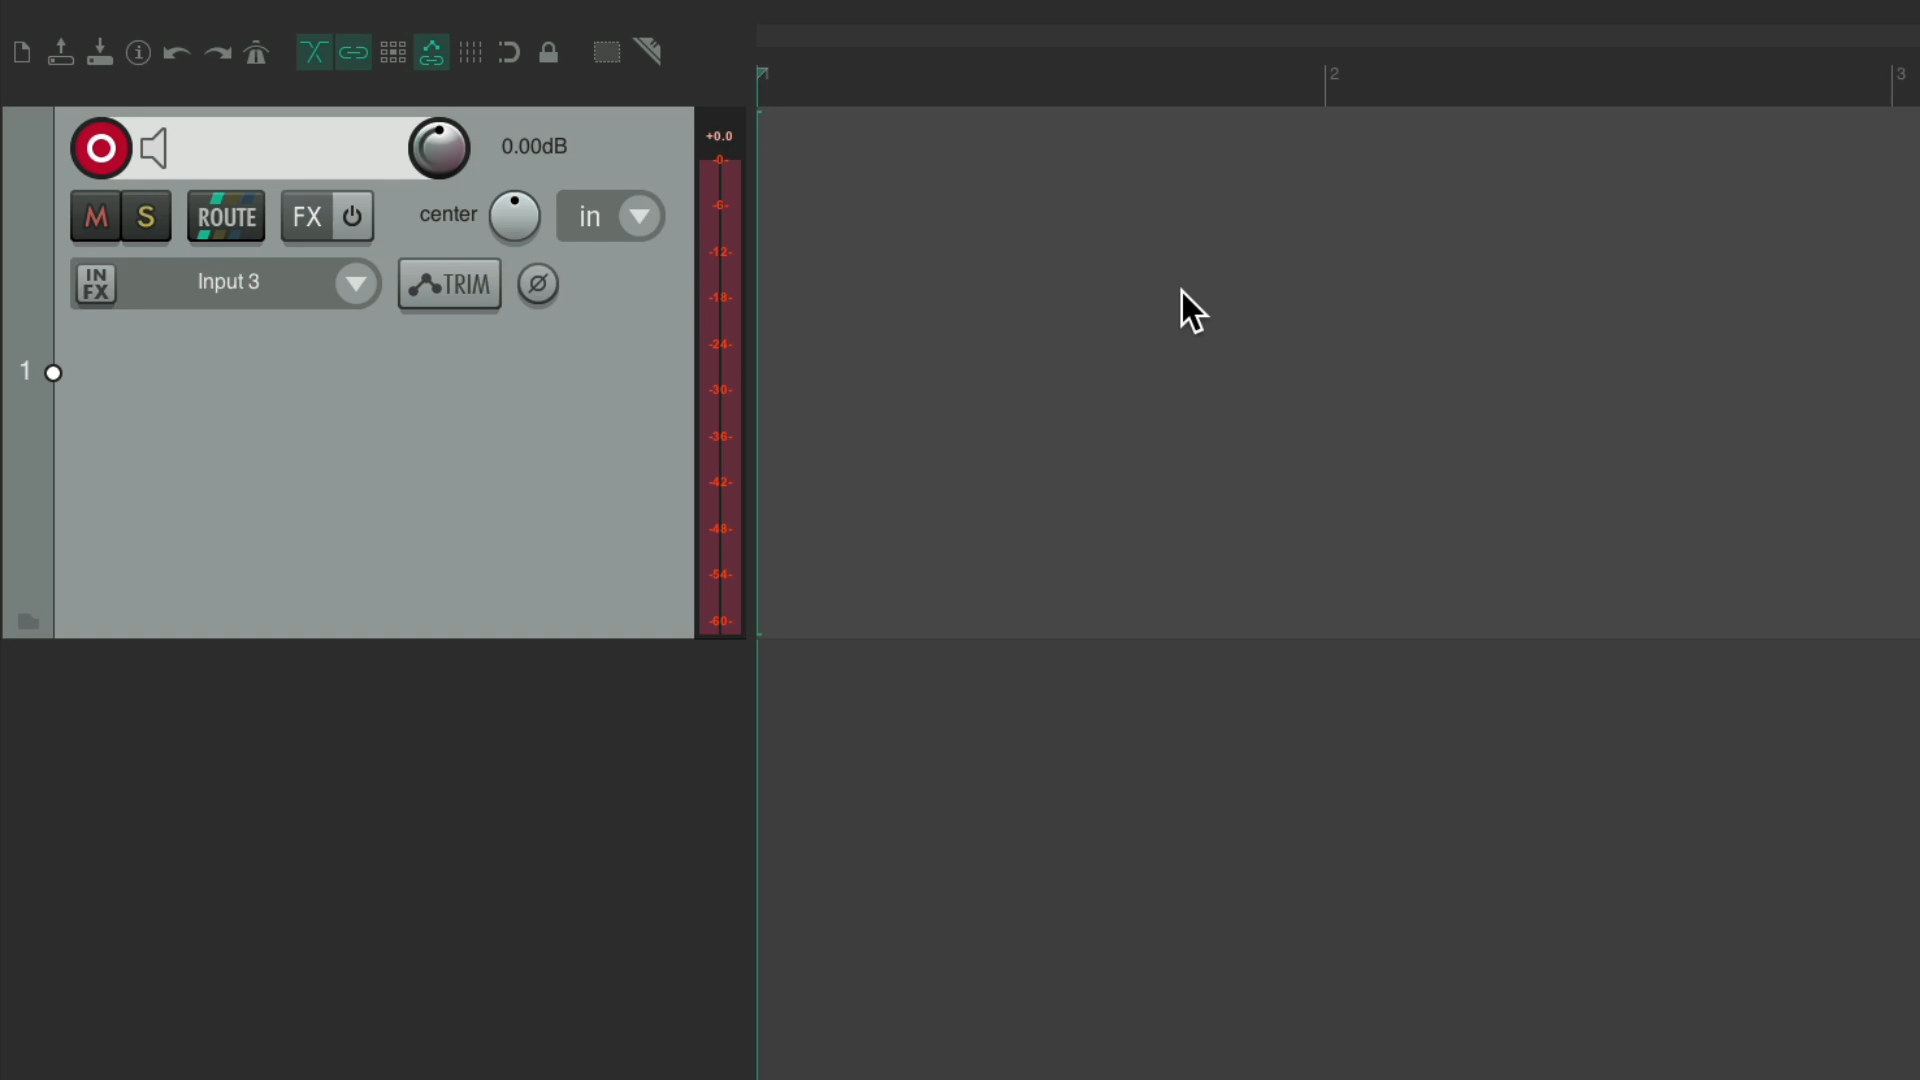 2
3
0.00dB
+0.0
-0-
-6-
-12-
-18-
-24-
-30-
-36-
-42-
-48-
-54-
-60-
M
S
ROUTE
FX
center
in
IN
FX
Input 3
TRIM
1